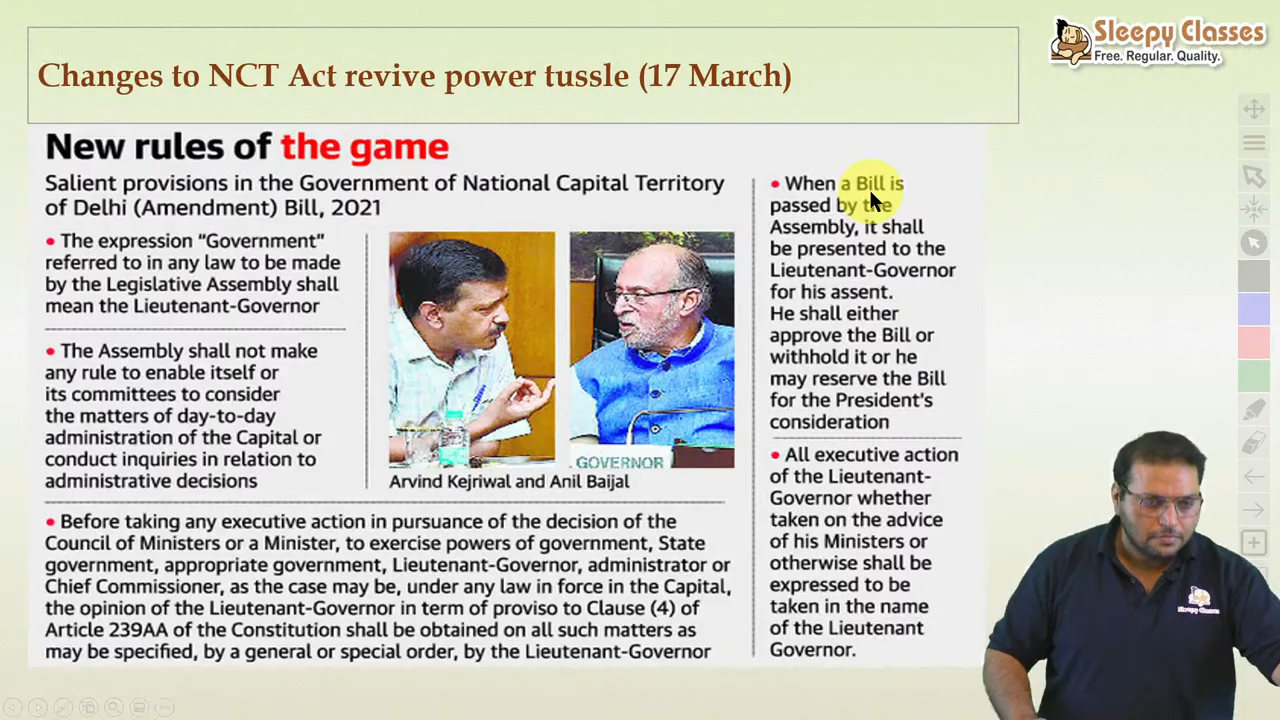 Sleepy Classes
Free. Regular. Quality.
Changes to NCT Act revive power tussle (17 March)
New rules of the game
Salient provisions in the Government of National Capital Territory
of Delhi (Amendment) Bill, 2021
• The expression “Government”
referred to in any law to be made
by the Legislative Assembly shall
mean the Lieutenant-Governor
• The Assembly shall not make
any rule to enable itself or
its committees to consider
the matters of day-to-day
administration of the Capital or
conduct inquiries in relation to
administrative decisions
GOVERNOR
Arvind Kejriwal and Anil Baijal
• Before taking any executive action in pursuance of the decision of the
Council of Ministers or a Minister, to exercise powers of government, State
government, appropriate government, Lieutenant-Governor, administrator or
Chief Commissioner, as the case may be, under any law in force in the Capital,
the opinion of the Lieutenant-Governor in term of proviso to Clause (4) of
Article 239AA of the Constitution shall be obtained on all such matters as
may be specified, by a general or special order, by the Lieutenant-Governor
• When a Bill is
passed by the
Assembly, it shall
be presented to the
Lieutenant-Governor
for his assent.
He shall either
approve the Bill or
withhold it or he
may reserve the Bill
for the President’s
consideration
• All executive action
of the Lieutenant-
Governor whether
taken on the advice
of his Ministers or
otherwise shall be
expressed to be
taken in the name
of the Lieutenant
Governor.
Sleepy Classes